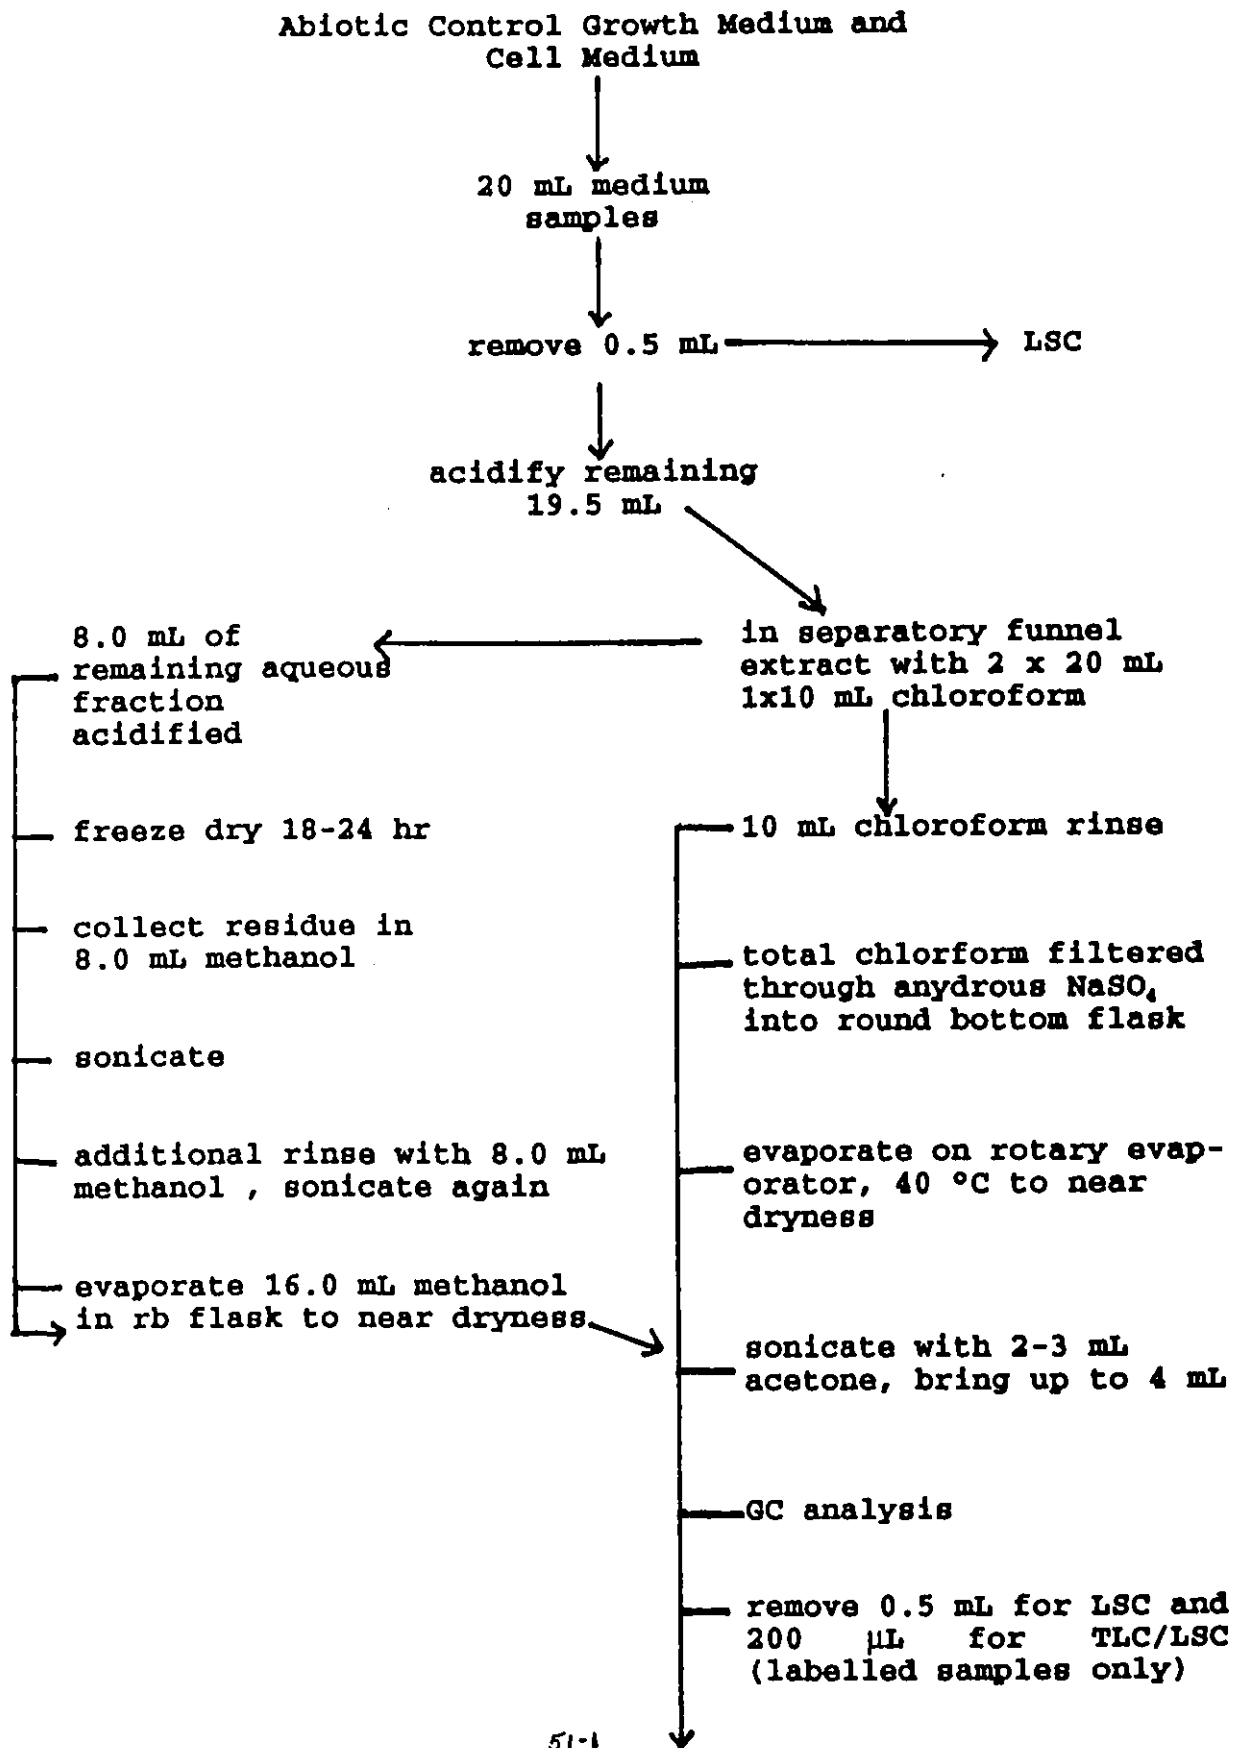 Abiotic Control Growth Medium and
Cell Medium
20 mL medium
samples
remove 0.5 mL
LSC
acidify remaining
19.5 mL
in separatory funnel
extract with 2 x 20 mL
1x10 mL chloroform
8.0 mL of
remaining aqueous
fraction
acidified
freeze dry 18-24 hr
collect residue in
8.0 mL methanol
sonicate
additional rinse with 8.0 mL
methanol , sonicate again
evaporate 16.0 mL methanol
in rb flask to near dryness
10 mL chloroform rinse
total chlorform filtered
through anydrous NaSO₄
into round bottom flask
evaporate on rotary evap-
orator, 40 °C to near
dryness
sonicate with 2-3 mL
acetone, bring up to 4 mL
GC analysis
remove 0.5 mL for LSC and
200 µL for TLC/LSC
(labelled samples only)
51-1